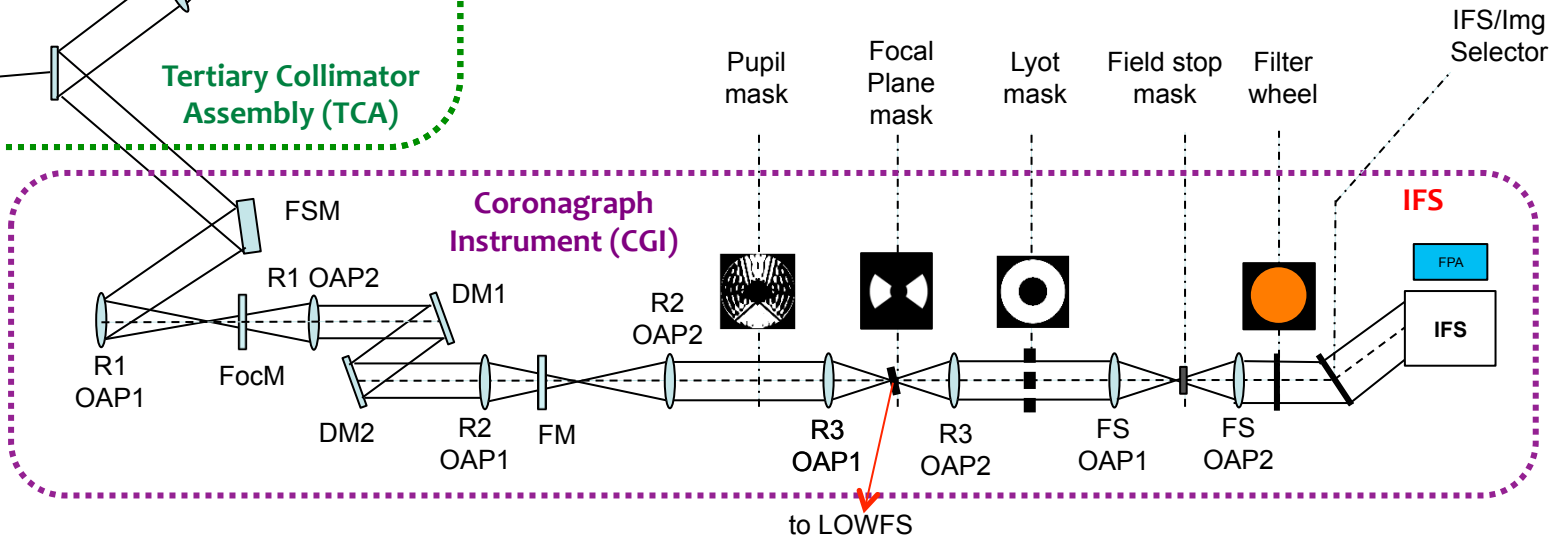 IFS/Img
Selector
Pupil
mask
Focal
Plane
mask
Lyot
mask
Field stop
mask
Filter
wheel
Tertiary Collimator
Assembly (TCA)
Coronagraph
Instrument (CGI)
IFS
FSM
FPA
IFS
R1 OAP2
DM1
R2
OAP2
R1
OAP1
FocM
DM2
R2
OAP1
FM
R3
OAP1
R3
OAP2
FS
OAP1
FS
OAP2
to LOWFS